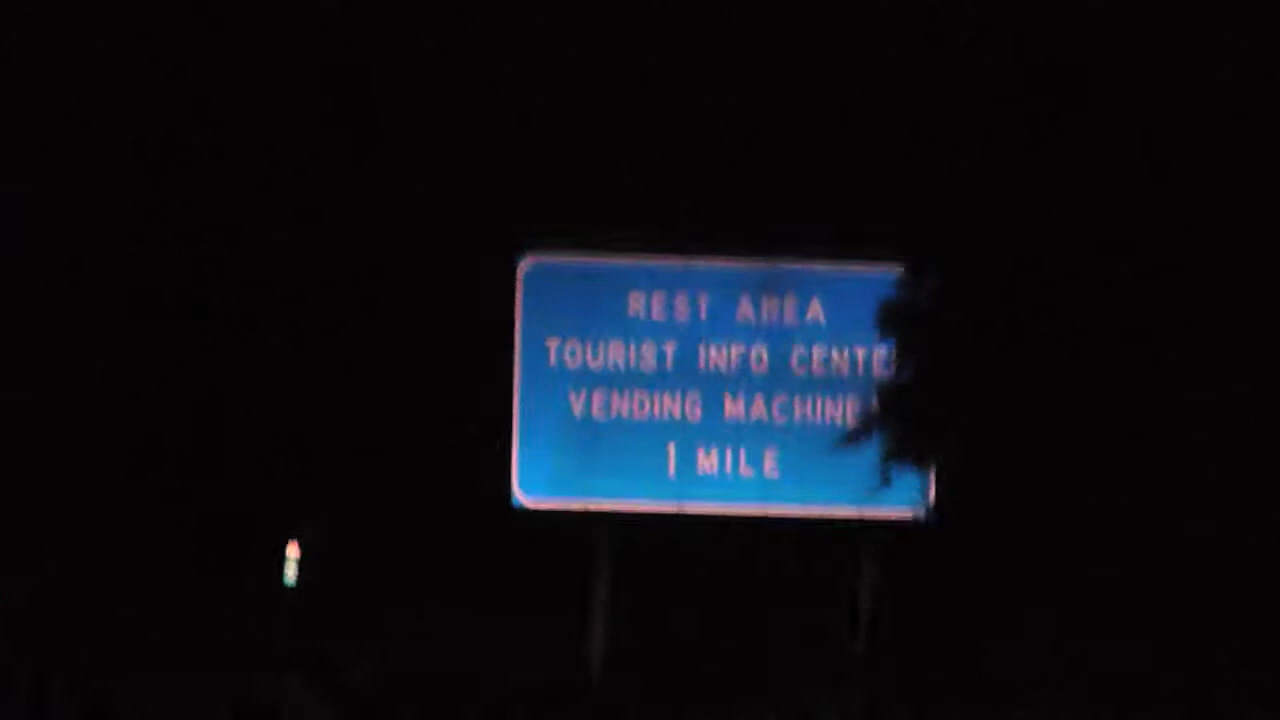 REST AREA
TOURIST INFO CENTE
VENDING MACHINE
1 MILE